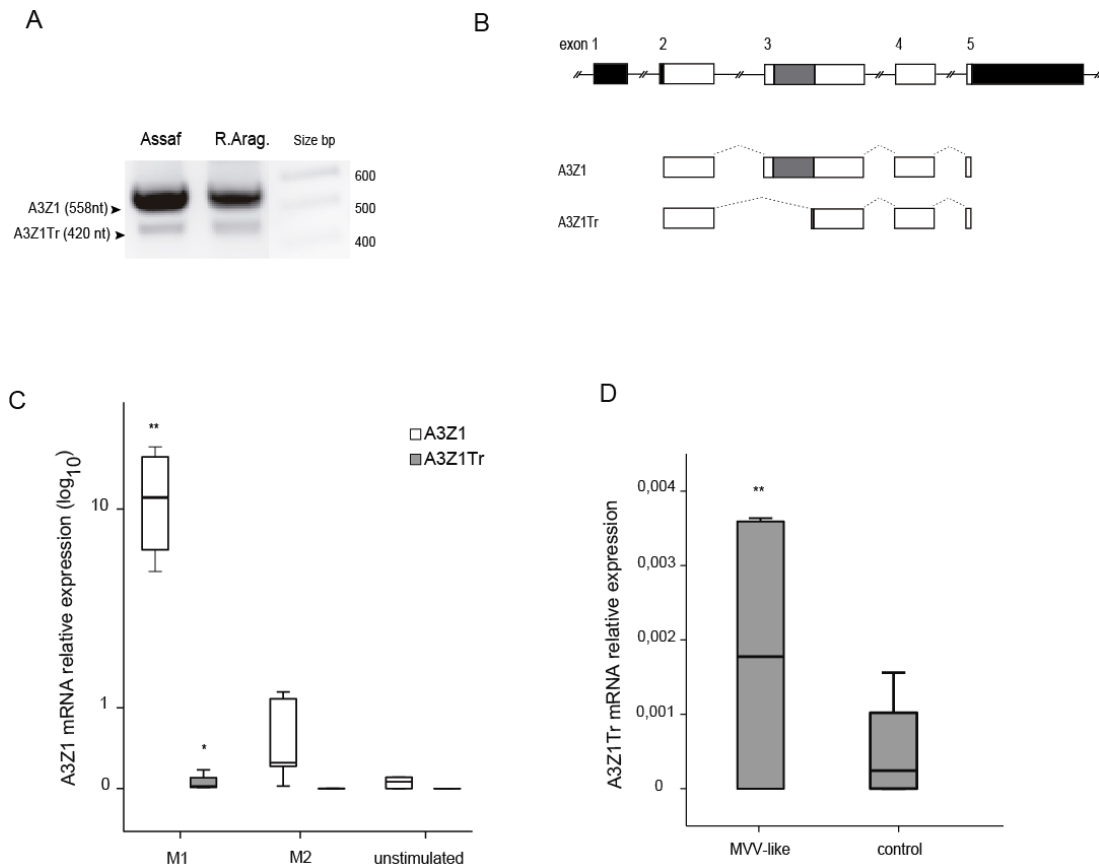 A
Assaf R.Arag. Size bp
600
A3Z1 (558nt)
500
A3Z1Tr (420 nt)
400
B
exon 1 2 3 4 5
A3Z1
A3Z1Tr
C
A3Z1 mRNA relative expression (log10)
10
1
0
**
*
A3Z1
A3Z1Tr
M1 M2 unstimulated
D
A3Z1Tr mRNA relative expression
0,004
0,003
0,002
0,001
0
**
MVV-like control